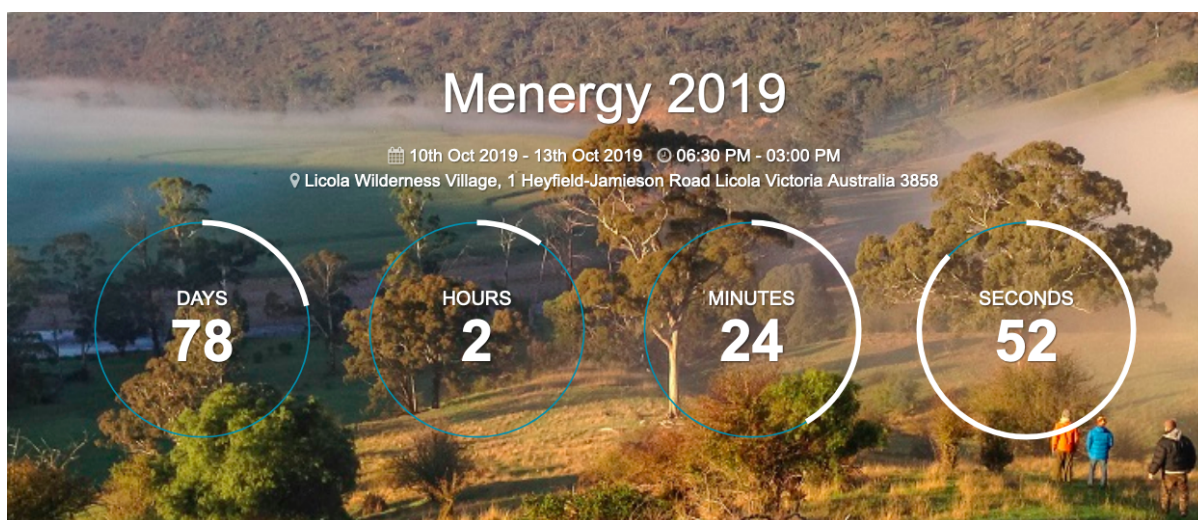 Menergy 2019
10th Oct 2019 - 13th Oct 2019 06:30 PM - 03:00 PM
Licola Wilderness Village, 1 Heyfield-Jamieson Road Licola Victoria Australia 3858
DAYS
78
HOURS
2
MINUTES
24
SECONDS
52